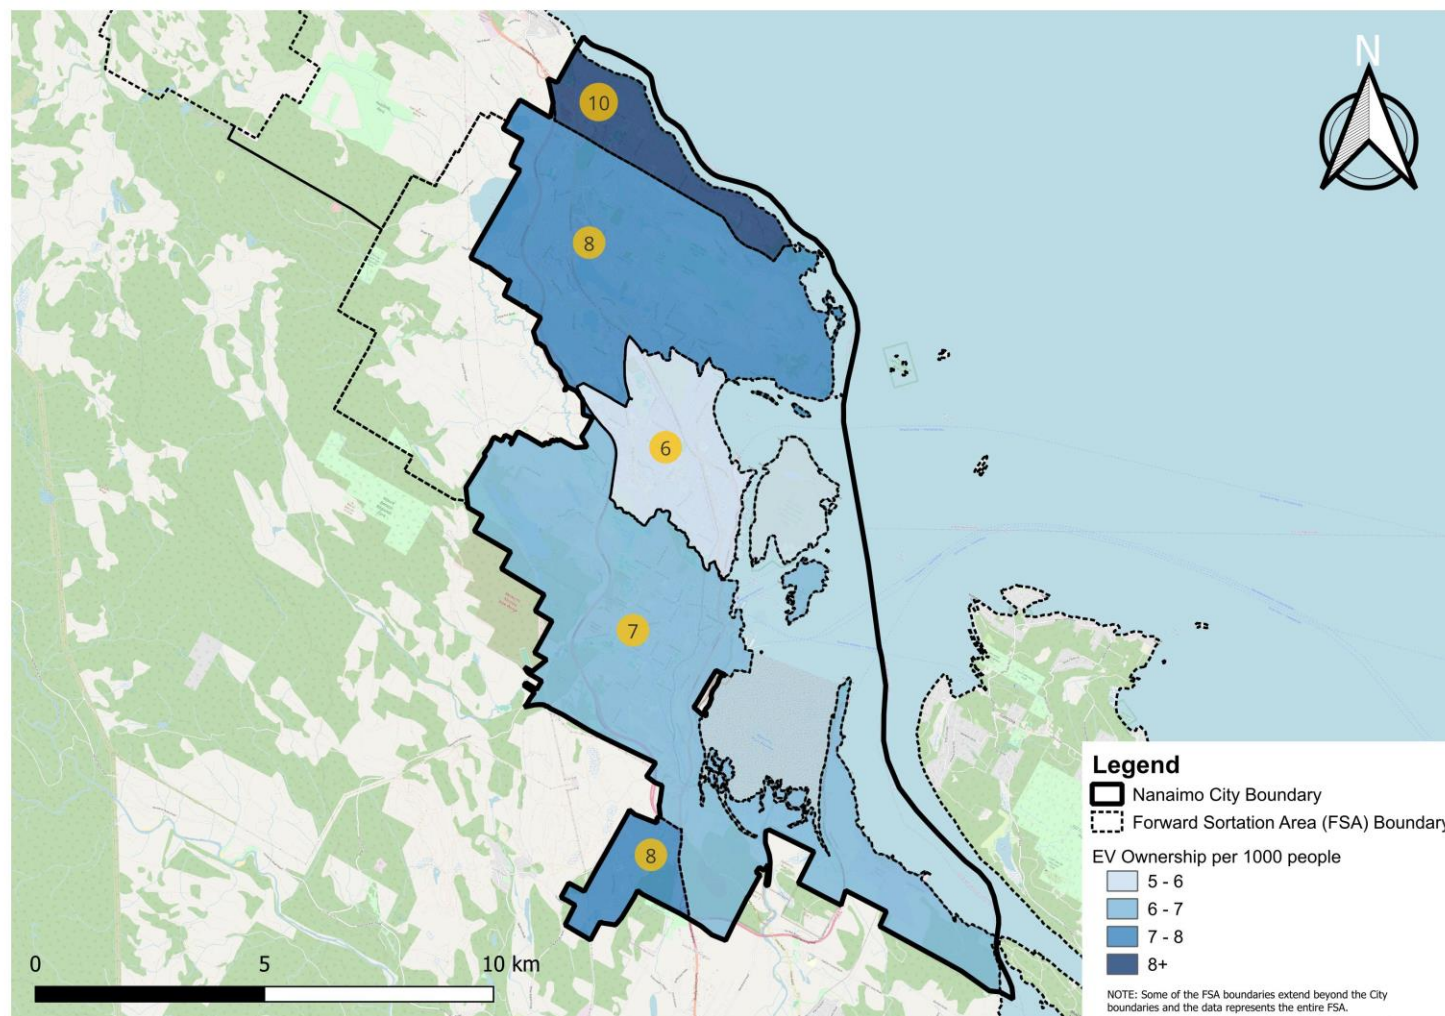 N
10
8
6
7
8
0 5 10 km
Legend
Nanaimo City Boundary
Forward Sortation Area (FSA) Boundary
EV Ownership per 1000 people
5 - 6
6 - 7
7 - 8
8+
NOTE: Some of the FSA boundaries extend beyond the City
boundaries and the data represents the entire FSA.